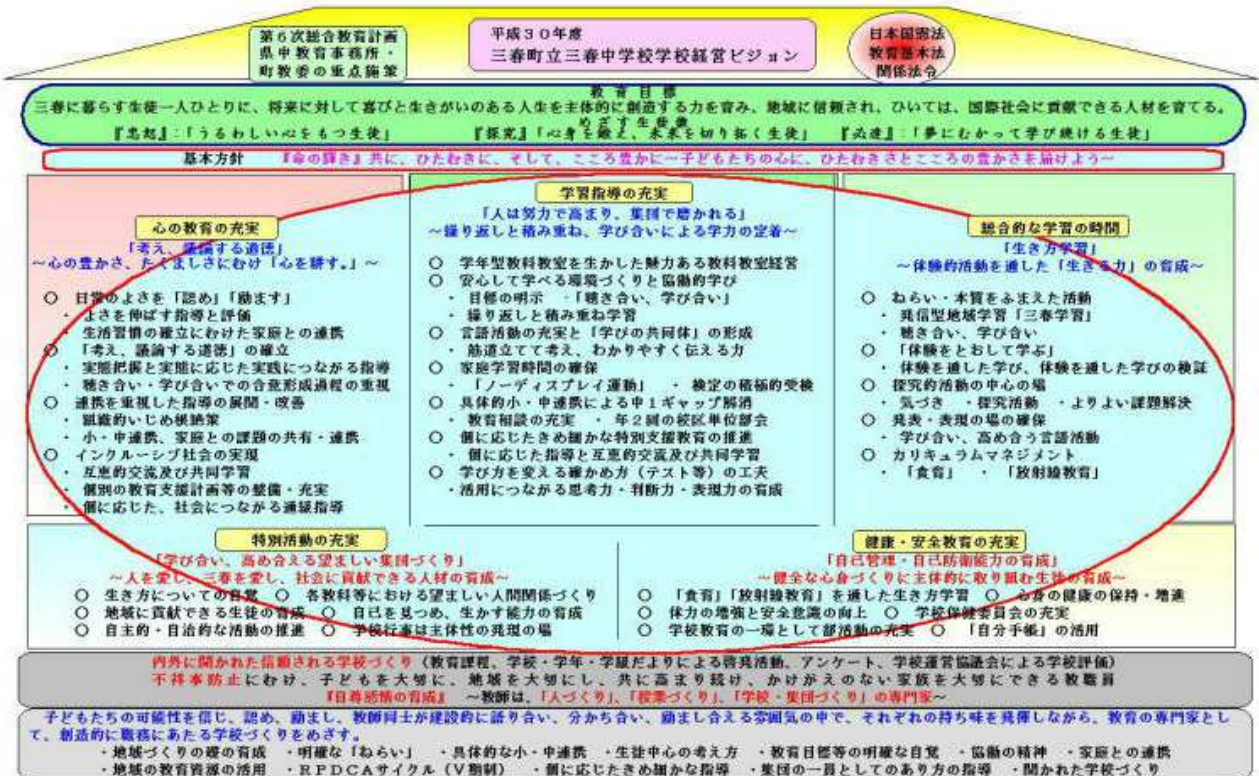 第6次総合教育計画
県中教育事務所・
町教委の重点施策
平成30年度
三春町立三春中学校学校経営ビジョン
日本国憲法
教育基本法
関係法令
教育目標
三春に暮らす生徒一人ひとりに、将来に対して喜びと生きがいのある人生を主体的に創造する力を育み、地域に信頼され、ひいては、国際社会に貢献できる人材を育てる。
めざす生徒像
『忠恕』:「うるわしい心をもつ生徒」 『探究』「心身を鍛え、未来を切り拓く生徒」 『必達』:「夢にむかって学び続ける生徒」
基本方針 『命の輝き』共に、ひたむきに、そして、こころ豊かに~子どもたちの心に、ひたむきさとこころの豊かさを届けよう~
心の教育の充実
「考え、議論する道徳」
~心の豊かさ、たくましさにむけ「心を耕す。」~
○ 日常のよさを「認め」「励ます」
・よさを伸ばす指導と評価
・生活習慣の確立にむけた家庭との連携
○ 「考え、議論する道徳」の確立
・実態把握と実態に応じた実践につながる指導
・聴き合い・学び合いでの合意形成過程の重視
○ 連携を重視した指導の展開・改善
・組織的いじめ根絶策
・小・中連携、家庭との課題の共有・連携
○ インクルーシブ社会の実現
・互恵的交流及び共同学習
・個別の教育支援計画等の整備・充実
・個に応じた、社会につながる進級指導
学習指導の充実
「人は努力で高まり、集団で磨かれる」
~繰り返しと積み重ね、学び合いによる学力の定着~
○ 学年型教科教室を生かした魅力ある教科教室経営
○ 安心して学べる環境づくりと協働的学び
・目標の明示 ・「聴き合い、学び合い」
・繰り返しと積み重ね学習
○ 言語活動の充実と「学びの共同体」の形成
・筋道立てて考え、わかりやすく伝える力
○ 家庭学習時間の確保
・「ノーディスプレイ運動」 ・検定の積極的受検
○ 具体的小・中連携による中1ギャップ解消
・教育相談の充実 ・年2回の校区単位部会
○ 個に応じたきめ細かな特別支援教育の推進
・個に応じた指導と互恵的交流及び共同学習
○ 学び方を変える確かめ方(テスト等)の工夫
・活用につながる思考力・判断力・表現力の育成
総合的な学習の時間
「生き方学習」
~体験的活動を通した「生きる力」の育成~
○ ねらい・本質をふまえた活動
・発信型地域学習「三春学習」
・聴き合い、学び合い
○ 「体験をとおして学ぶ」
・体験を通した学び、体験を通した学びの検証
○ 探究的活動の中心の場
・気づき ・探究活動 ・よりよい課題解決
○ 発表・表現の場の確保
・学び合い、高め合う言語活動
○ カリキュラムマネジメント
・「食育」 ・「放射線教育」
特別活動の充実
「学び合い、高め合える望ましい集団づくり」
~人を愛し、三春を愛し、社会に貢献できる人材の育成~
○ 生き方についての自覚 ○ 各教科等における望ましい人間関係づくり
○ 地域に貢献できる生徒の育成 ○ 自己を見つめ、生かす能力の育成
○ 自主的・自治的な活動の推進 ○ 学校行事は主体性の発現の場
健康・安全教育の充実
「自己管理・自己防衛能力の育成」
~健全な心身づくりに主体的に取り組む生徒の育成~
○ 「食育」「放射線教育」を通した生き方学習 ○ 心身の健康の保持・増進
○ 体力の増強と安全意識の向上 ○ 学校保健委員会の充実
○ 学校教育の一環として部活動の充実 ○ 「自分手帳」の活用
内外に開かれた信頼される学校づくり(教育課程、学校・学年・学級だよりによる啓発活動、アンケート、学校運営協議会による学校評価)
不祥事防止にむけ、子どもを大切に、地域を大切にし、共に高まり続け、かけがえのない家族を大切にできる教職員
『自尊感情の育成』 ~教師は、「人づくり」、「授業づくり」、「学校・集団づくり」の専門家~
子どもたちの可能性を信じ、認め、励まし、教師同士が建設的に語り合い、分かち合い、励まし合える雰囲気の中で、それぞれの持ち味を発揮しながら、教育の専門家とし
て、創造的に職務にあたる学校づくりをめざす。
・地域づくりの礎の育成 ・明確な「ねらい」 ・具体的な小・中連携 ・生徒中心の考え方 ・教育目標等の明確な自覚 ・協働の精神 ・家庭との連携
・地域の教育資源の活用 ・RPDCAサイクル(V期制) ・個に応じたきめ細かな指導 ・集団の一員としてのあり方の指導 ・開かれた学校づくり